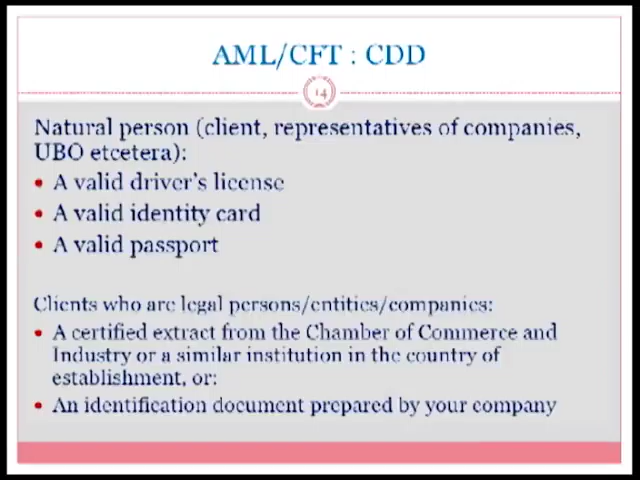 AML/CFT : CDD
14
Natural person (client, representatives of companies,
UBO etcetera):
• A valid driver's license
• A valid identity card
• A valid passport
Clients who are legal persons/entities/companies:
• A certified extract from the Chamber of Commerce and
Industry or a similar institution in the country of
establishment, or:
• An identification document prepared by your company